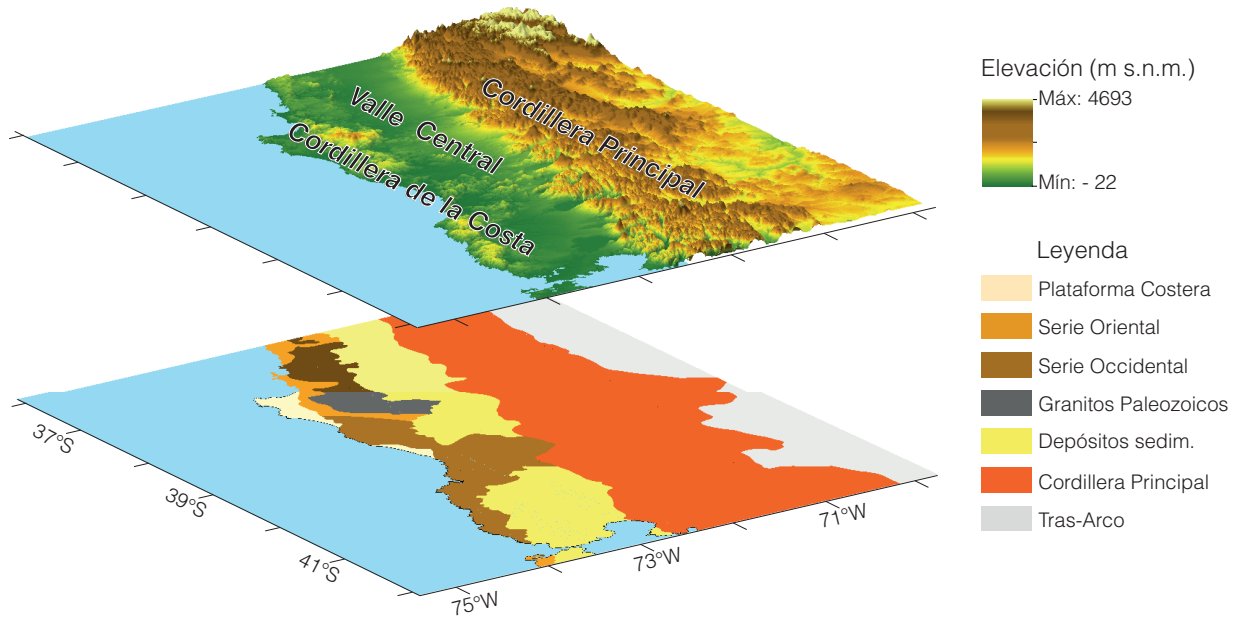 Valle Central
Cordillera Principal
Cordillera de la Costa
Elevación (m s.n.m.)
Máx: 4693
Mín: - 22
Leyenda
Plataforma Costera
Serie Oriental
Serie Occidental
Granitos Paleozoicos
Depósitos sedim.
Cordillera Principal
Tras-Arco
37°S
39°S
41°S
75°W
73°W
71°W